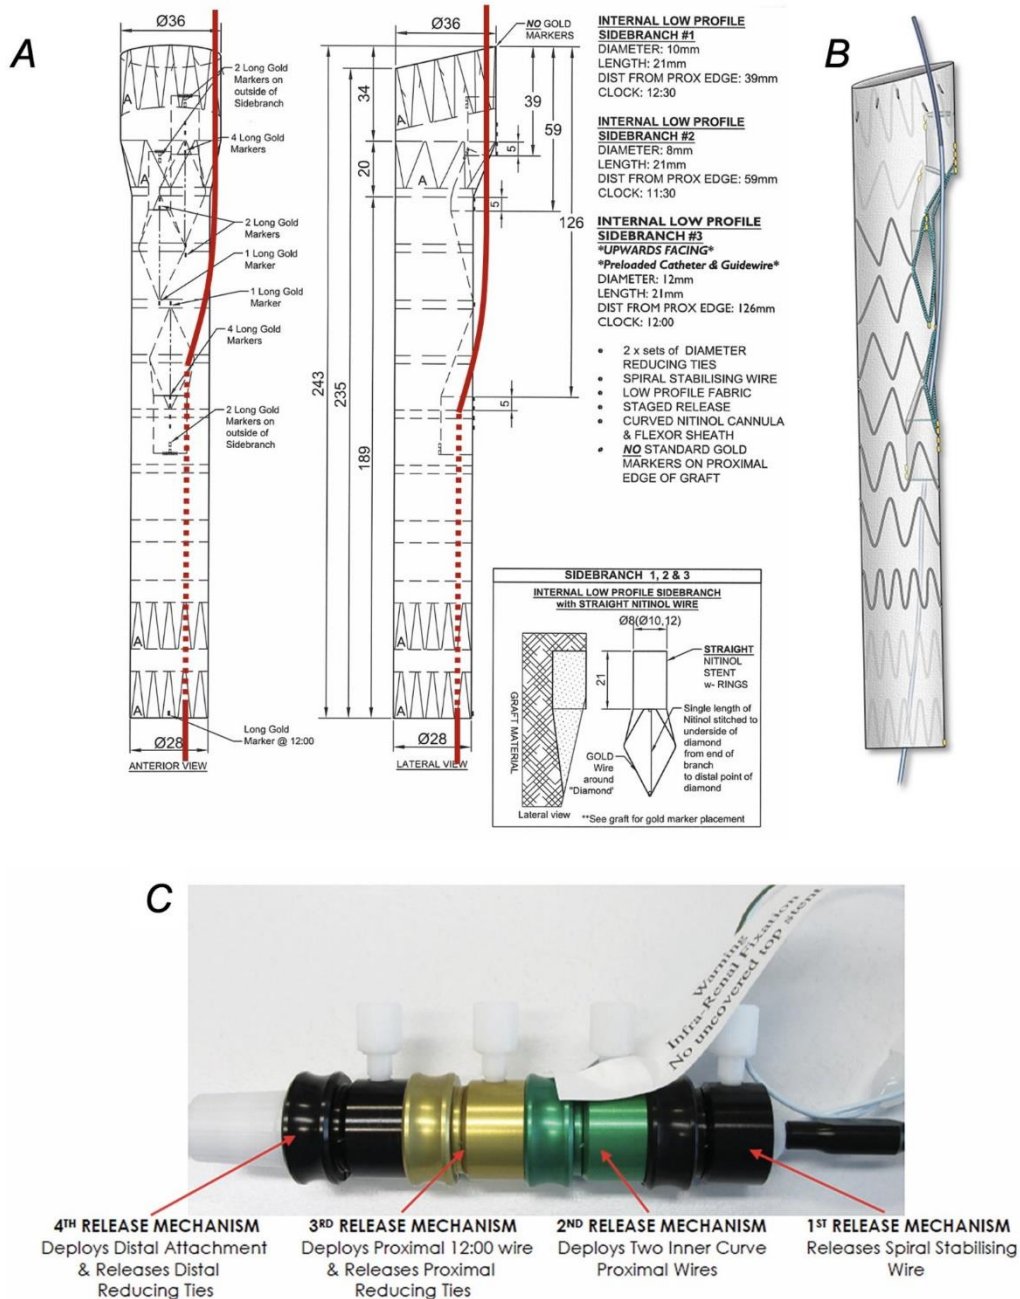 A
Ø36
2 Long Gold
Markers on
outside of
Sidebranch
A
4 Long Gold
Markers
2 Long Gold
Markers
1 Long Gold
Marker
1 Long Gold
Marker
4 Long Gold
Markers
2 Long Gold
Markers on
outside of
Sidebranch
A
A
Long Gold
Marker @ 12:00
Ø28
ANTERIOR VIEW
Ø36
NO GOLD
MARKERS
34
20
189
235
243
39
59
126
5
5
5
A
A
A
A
Ø28
LATERAL VIEW
INTERNAL LOW PROFILE
SIDEBRANCH #1
DIAMETER: 10mm
LENGTH: 21mm
DIST FROM PROX EDGE: 39mm
CLOCK: 12:30
INTERNAL LOW PROFILE
SIDEBRANCH #2
DIAMETER: 8mm
LENGTH: 21mm
DIST FROM PROX EDGE: 59mm
CLOCK: 11:30
INTERNAL LOW PROFILE
SIDEBRANCH #3
*UPWARDS FACING*
*Preloaded Catheter & Guidewire*
DIAMETER: 12mm
LENGTH: 21mm
DIST FROM PROX EDGE: 126mm
CLOCK: 12:00
• 2 x sets of DIAMETER
REDUCING TIES
• SPIRAL STABILISING WIRE
• LOW PROFILE FABRIC
• STAGED RELEASE
• CURVED NITINOL CANNULA
& FLEXOR SHEATH
• NO STANDARD GOLD
MARKERS ON PROXIMAL
EDGE OF GRAFT
SIDEBRANCH 1, 2 & 3
INTERNAL LOW PROFILE SIDEBRANCH
with STRAIGHT NITINOL WIRE
Ø8(Ø10,12)
21
GRAFT MATERIAL
STRAIGHT
NITINOL
STENT
w- RINGS
Single length of
Nitinol stitched to
underside of
diamond
from end of
branch
to distal point of
diamond
GOLD
Wire
around
"Diamond'
Lateral view
**See graft for gold marker placement
B
C
Warning
Infra-Renal Fixation
No uncovered top stent
4TH RELEASE MECHANISM
Deploys Distal Attachment
& Releases Distal
Reducing Ties
3RD RELEASE MECHANISM
Deploys Proximal 12:00 wire
& Releases Proximal
Reducing Ties
2ND RELEASE MECHANISM
Deploys Two Inner Curve
Proximal Wires
1ST RELEASE MECHANISM
Releases Spiral Stabilising
Wire